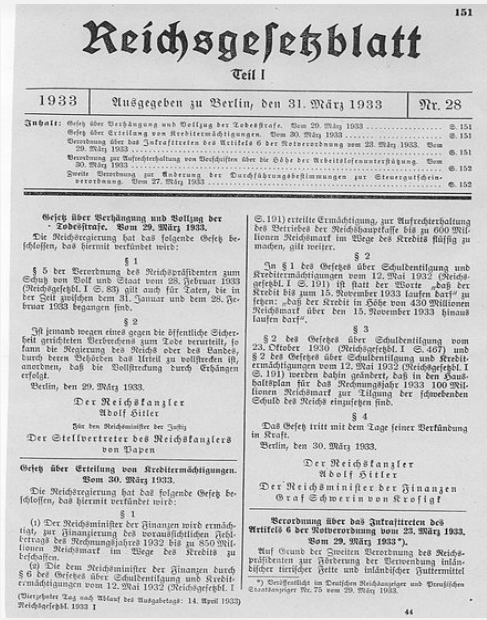 151
Reichsgesetzblatt
Teil I
1933 Ausgegeben zu Berlin, den 31. März 1933 Nr. 28
Inhalt: Gesetz über Verhängung und Vollzug der Todesstrafe. Vom 29. März 1933 S. 151
Gesetz über Erteilung von Kreditermächtigungen. Vom 30. März 1933 S. 151
Verordnung über das Inkrafttreten des Artikels 6 der Notverordnung vom 23. März 1933. Vom
29. März 1933 S. 151
Verordnung zur Aufrechterhaltung von Vorschriften über die Höhe der Arbeitslosenunterstützung. Vom
30. März 1933 S. 152
Zweite Verordnung zur Änderung der Durchführungsbestimmungen zur Steuergutschein-
verordnung. Vom 27. März 1933 S. 152
Gesetz über Verhängung und Vollzug der
Todesstrafe. Vom 29. März 1933.
Die Reichsregierung hat das folgende Gesetz be-
schlossen, das hiermit verkündet wird:
§ 1
§ 5 der Verordnung des Reichspräsidenten zum
Schutz von Volk und Staat vom 28. Februar 1933
(Reichsgesetzbl. I S. 83) gilt auch für Taten, die in
der Zeit zwischen dem 31. Januar und dem 28. Fe-
bruar 1933 begangen sind.
§ 2
Ist jemand wegen eines gegen die öffentliche Sicher-
heit gerichteten Verbrechens zum Tode verurteilt, so
kann die Regierung des Reichs oder des Landes,
durch deren Behörden das Urteil zu vollstrecken ist,
anordnen, daß die Vollstreckung durch Erhängen
erfolgt.
Berlin, den 29. März 1933.
Der Reichskanzler
Adolf Hitler
Für den Reichsminister der Justiz
Der Stellvertreter des Reichskanzlers
von Papen
Gesetz über Erteilung von Kreditermächtigungen.
Vom 30. März 1933.
Die Reichsregierung hat das folgende Gesetz be-
schlossen, das hiermit verkündet wird:
§ 1
(1) Der Reichsminister der Finanzen wird ermäch-
tigt, zur Finanzierung des voraussichtlichen Fehl-
betrags des Rechnungsjahres 1932 bis zu 850 Mil-
lionen Reichsmark im Wege des Kredits zu
beschaffen.
(2) Die dem Reichsminister der Finanzen durch
§ 6 des Gesetzes über Schuldentilgung und Kredit-
ermächtigungen vom 12. Mai 1932 (Reichsgesetzbl. I
(Vierzehnter Tag nach Ablauf des Ausgabetags: 14. April 1933)
Reichsgesetzbl. 1933 I
S. 191) erteilte Ermächtigung, zur Aufrechterhaltung
des Betriebes der Reichshauptkasse bis zu 600 Mil-
lionen Reichsmark im Wege des Kredits flüssig zu
machen, gilt weiter.
§ 2
In § 1 des Gesetzes über Schuldentilgung und
Kreditermächtigungen vom 12. Mai 1932 (Reichsgesetzbl.
I S. 191) ist statt der Worte „daß der
Kredit bis zum 15. November 1933 laufen darf“ zu
setzen: „daß der Kredit in Höhe von 430 Millionen
Reichsmark über den 15. November 1933 hinaus
laufen darf“.
§ 3
§ 2 des Gesetzes über Schuldentilgung vom
23. Oktober 1930 (Reichsgesetzbl. I S. 467) und
§ 2 des Gesetzes über Schuldentilgung und Kredit-
ermächtigungen vom 12. Mai 1932 (Reichsgesetzbl. I
S. 191) werden dahin geändert, daß in den Haus-
haltsplan für das Rechnungsjahr 1933 100 Mil-
lionen Reichsmark zur Tilgung der schwebenden
Schuld des Reichs einzusetzen sind.
§ 4
Das Gesetz tritt mit dem Tage seiner Verkündung
in Kraft.
Berlin, den 30. März 1933.
Der Reichskanzler
Adolf Hitler
Der Reichsminister der Finanzen
Graf Schwerin von Krosigk
Verordnung über das Inkrafttreten des
Artikels 6 der Notverordnung vom 23. März 1933.
Vom 29. März 1933*).
Auf Grund der Zweiten Verordnung des Reichs-
präsidenten zur Förderung der Verwendung inlän-
discher tierischer Fette und inländischer Futtermittel
*) Veröffentlicht im Deutschen Reichsanzeiger und Preußischen
Staatsanzeiger Nr. 75 vom 29. März 1933.
44